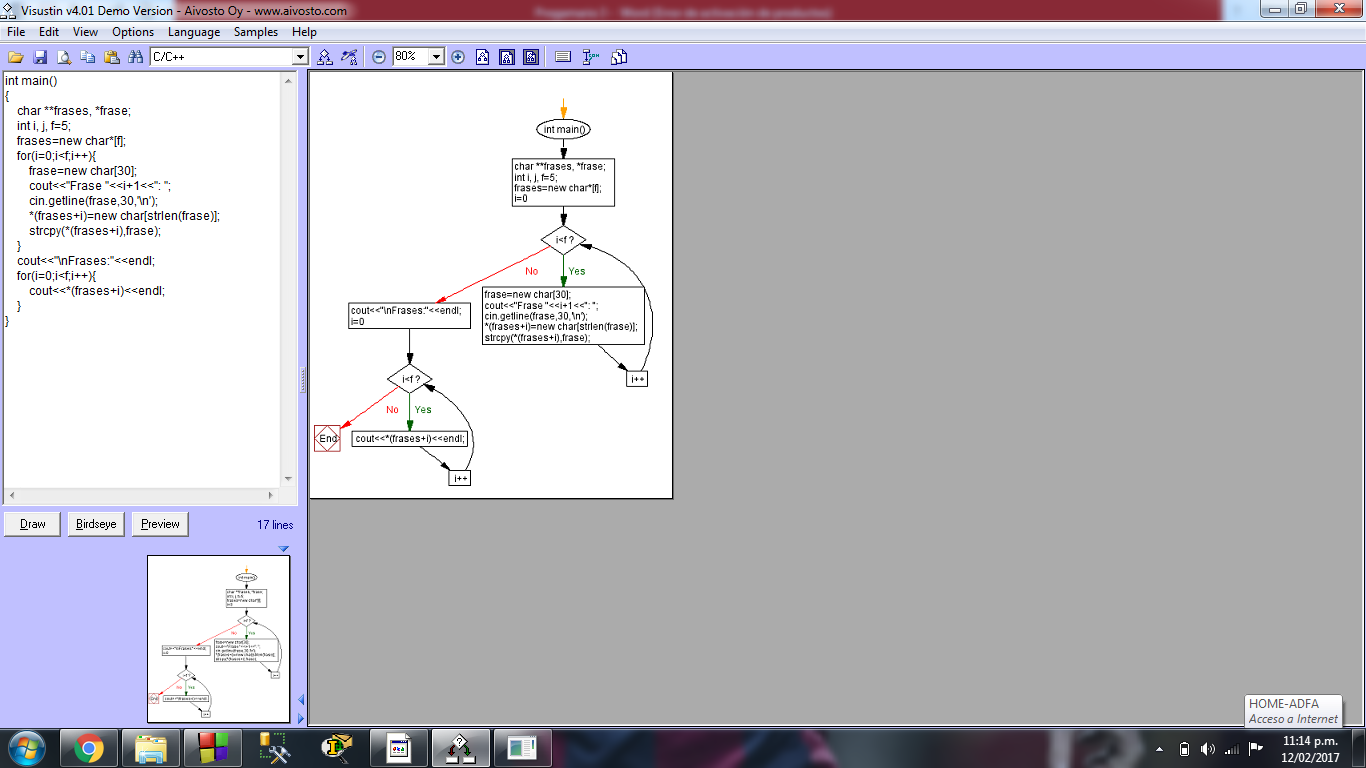 Visustin v4.01 Demo Version - Aivosto Oy - www.aivosto.com
File Edit View Options Language Samples Help
C/C++
80%
int main()
{
char **frases, *frase;
int i, j, f=5;
frases=new char*[f];
for(i=0;i<f;i++){
frase=new char[30];
cout<<"Frase "<<i+1<<": ";
cin.getline(frase,30,'\n');
*(frases+i)=new char[strlen(frase)];
strcpy(*(frases+i),frase);
}
cout<<"\nFrases:"<<endl;
for(i=0;i<f;i++){
cout<<*(frases+i)<<endl;
}
}
Draw Birdseye Preview 17 lines
int main()
char **frases, *frase;
int i, j, f=5;
frases=new char*[f];
i=0
i<f ?
No Yes
frase=new char[30];
cout<<"Frase "<<i+1<<": ";
cin.getline(frase,30,'\n');
*(frases+i)=new char[strlen(frase)];
strcpy(*(frases+i),frase);
i++
cout<<"\nFrases:"<<endl;
i=0
i<f ?
No Yes
End
cout<<*(frases+i)<<endl;
i++
HOME-ADFA
Acceso a Internet
11:14 p.m.
12/02/2017